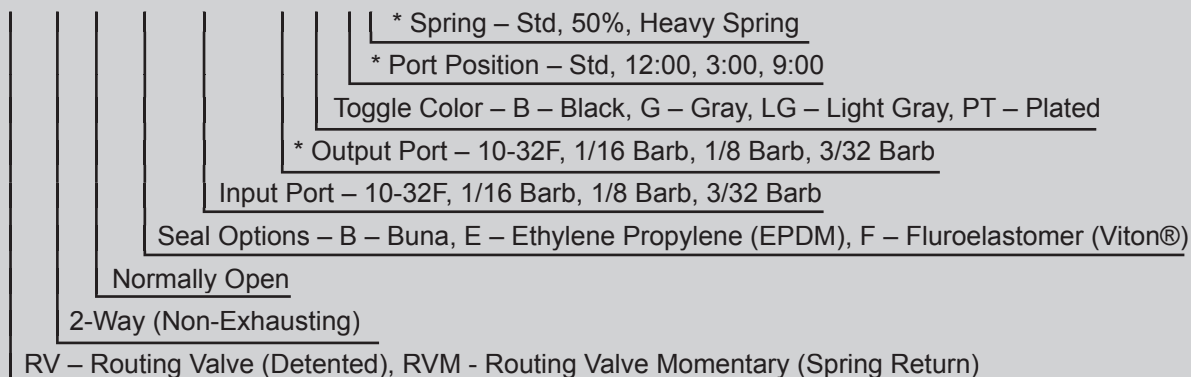 * Spring – Std, 50%, Heavy Spring
* Port Position – Std, 12:00, 3:00, 9:00
Toggle Color – B – Black, G – Gray, LG – Light Gray, PT – Plated
* Output Port – 10-32F, 1/16 Barb, 1/8 Barb, 3/32 Barb
Input Port – 10-32F, 1/16 Barb, 1/8 Barb, 3/32 Barb
Seal Options – B – Buna, E – Ethylene Propylene (EPDM), F – Fluroelastomer (Viton®)
Normally Open
2-Way (Non-Exhausting)
RV – Routing Valve (Detented), RVM - Routing Valve Momentary (Spring Return)